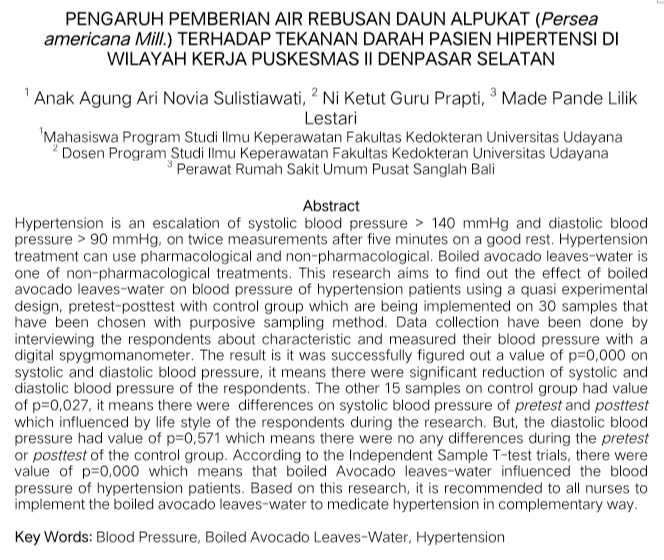 PENGARUH PEMBERIAN AIR REBUSAN DAUN ALPUKAT (Persea
americana Mill.) TERHADAP TEKANAN DARAH PASIEN HIPERTENSI DI
WILAYAH KERJA PUSKESMAS II DENPASAR SELATAN
1 Anak Agung Ari Novia Sulistiawati, 2 Ni Ketut Guru Prapti, 3 Made Pande Lilik
Lestari
1Mahasiswa Program Studi Ilmu Keperawatan Fakultas Kedokteran Universitas Udayana
2 Dosen Program Studi Ilmu Keperawatan Fakultas Kedokteran Universitas Udayana
3 Perawat Rumah Sakit Umum Pusat Sanglah Bali
Abstract
Hypertension is an escalation of systolic blood pressure > 140 mmHg and diastolic blood
pressure > 90 mmHg, on twice measurements after five minutes on a good rest. Hypertension
treatment can use pharmacological and non-pharmacological. Boiled avocado leaves-water is
one of non-pharmacological treatments. This research aims to find out the effect of boiled
avocado leaves-water on blood pressure of hypertension patients using a quasi experimental
design, pretest-posttest with control group which are being implemented on 30 samples that
have been chosen with purposive sampling method. Data collection have been done by
interviewing the respondents about characteristic and measured their blood pressure with a
digital spygmomanometer. The result is it was successfully figured out a value of p=0,000 on
systolic and diastolic blood pressure, it means there were significant reduction of systolic and
diastolic blood pressure of the respondents. The other 15 samples on control group had value
of p=0,027, it means there were differences on systolic blood pressure of pretest and posttest
which influenced by life style of the respondents during the research. But, the diastolic blood
pressure had value of p=0,571 which means there were no any differences during the pretest
or posttest of the control group. According to the Independent Sample T-test trials, there were
value of p=0,000 which means that boiled Avocado leaves-water influenced the blood
pressure of hypertension patients. Based on this research, it is recommended to all nurses to
implement the boiled avocado leaves-water to medicate hypertension in complementary way.
Key Words: Blood Pressure, Boiled Avocado Leaves-Water, Hypertension